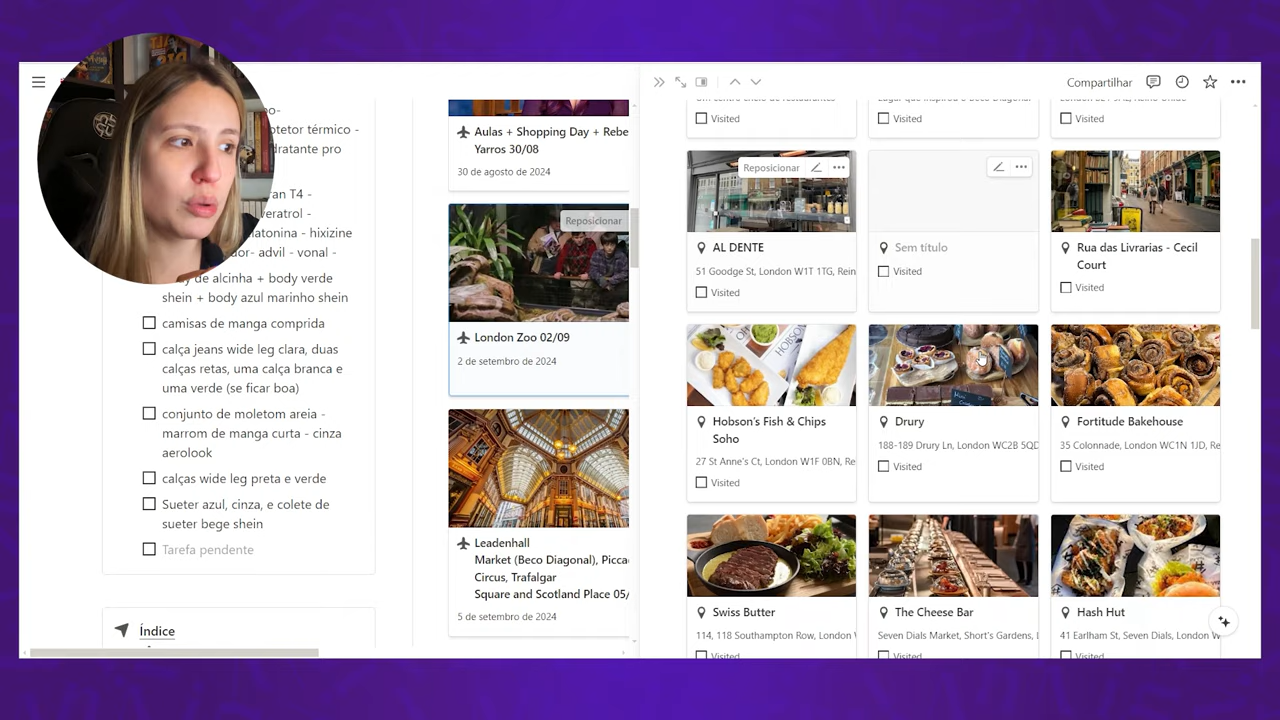 po-
otetor térmico -
dratante pro
ran T4 -
veratrol -
latonina - hixizine
dor- advil - vonal -
de alcinha + body verde
shein + body azul marinho shein
camisas de manga comprida
calça jeans wide leg clara, duas
calças retas, uma calça branca e
uma verde (se ficar boa)
conjunto de moletom areia -
marrom de manga curta - cinza
aerolook
calças wide leg preta e verde
Sueter azul, cinza, e colete de
sueter bege shein
Tarefa pendente
Índice
Aulas + Shopping Day + Rebe
Yarros 30/08
30 de agosto de 2024
Reposicionar
London Zoo 02/09
2 de setembro de 2024
Leadenhall
Market (Beco Diagonal), Picca
Circus, Trafalgar
Square and Scotland Place 05/
5 de setembro de 2024
Compartilhar
Visited
Visited
Visited
Reposicionar
AL DENTE
51 Goodge St, London W1T 1TG, Rein
Visited
Sem título
Visited
Rua das Livrarias - Cecil
Court
Visited
Hobson's Fish & Chips
Soho
27 St Anne's Ct, London W1F 0BN, Re
Visited
Drury
188-189 Drury Ln, London WC2B 5QD
Visited
Fortitude Bakehouse
35 Colonnade, London WC1N 1JD, Re
Visited
Swiss Butter
114, 118 Southampton Row, London
Visited
The Cheese Bar
Seven Dials Market, Short's Gardens, L
Visited
Hash Hut
41 Earlham St, Seven Dials, London W
Visited